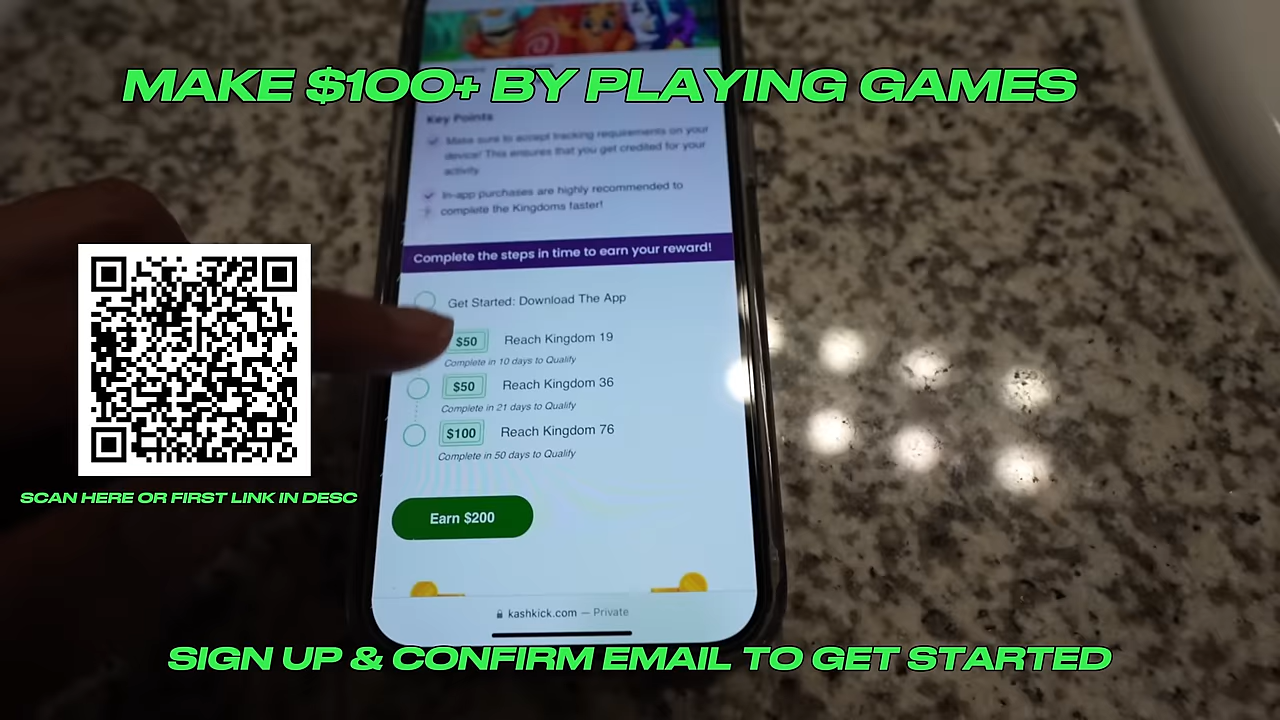 MAKE $100+ BY PLAYING GAMES
Key Points
Make sure to accept tracking requirements on your
device! This ensures that you get credited for your
activity.
In-app purchases are highly recommended to
complete the Kingdoms faster!
Complete the steps in time to earn your reward!
Get Started: Download The App
$50 Reach Kingdom 19
Complete in 10 days to Qualify
$50 Reach Kingdom 36
Complete in 21 days to Qualify
$100 Reach Kingdom 76
Complete in 50 days to Qualify
Earn $200
kashkick.com — Private
SCAN HERE OR FIRST LINK IN DESC
SIGN UP & CONFIRM EMAIL TO GET STARTED